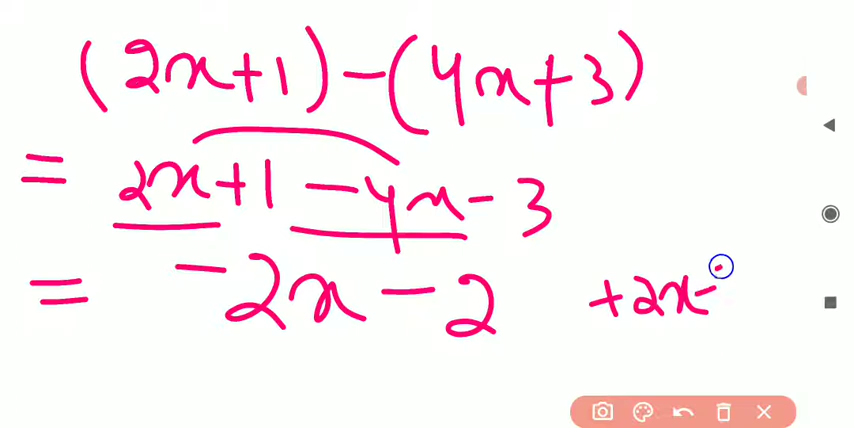 (2x+1)-(4x+3)
= 2x+1-4x-3
= -2x-2 +2x-